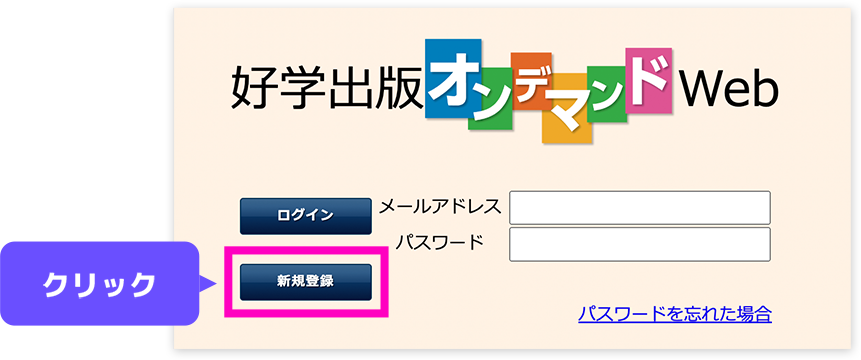 好学出版オンデマンドWeb
ログイン
メールアドレス
パスワード
クリック
新規登録
パスワードを忘れた場合